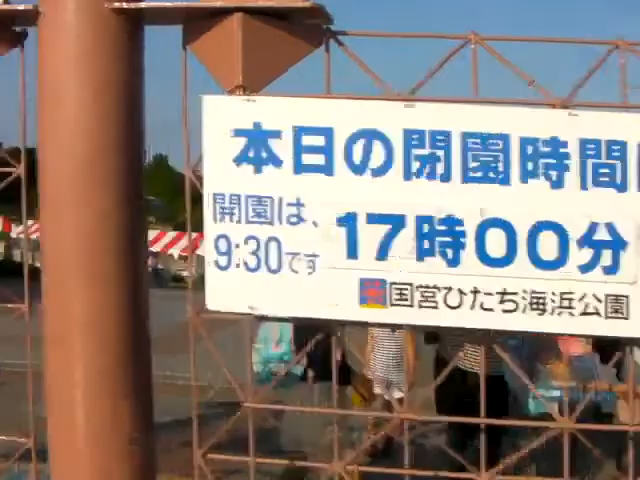 本日の閉園時間
開園は、
9:30です
17時00分
国営ひたち海浜公園